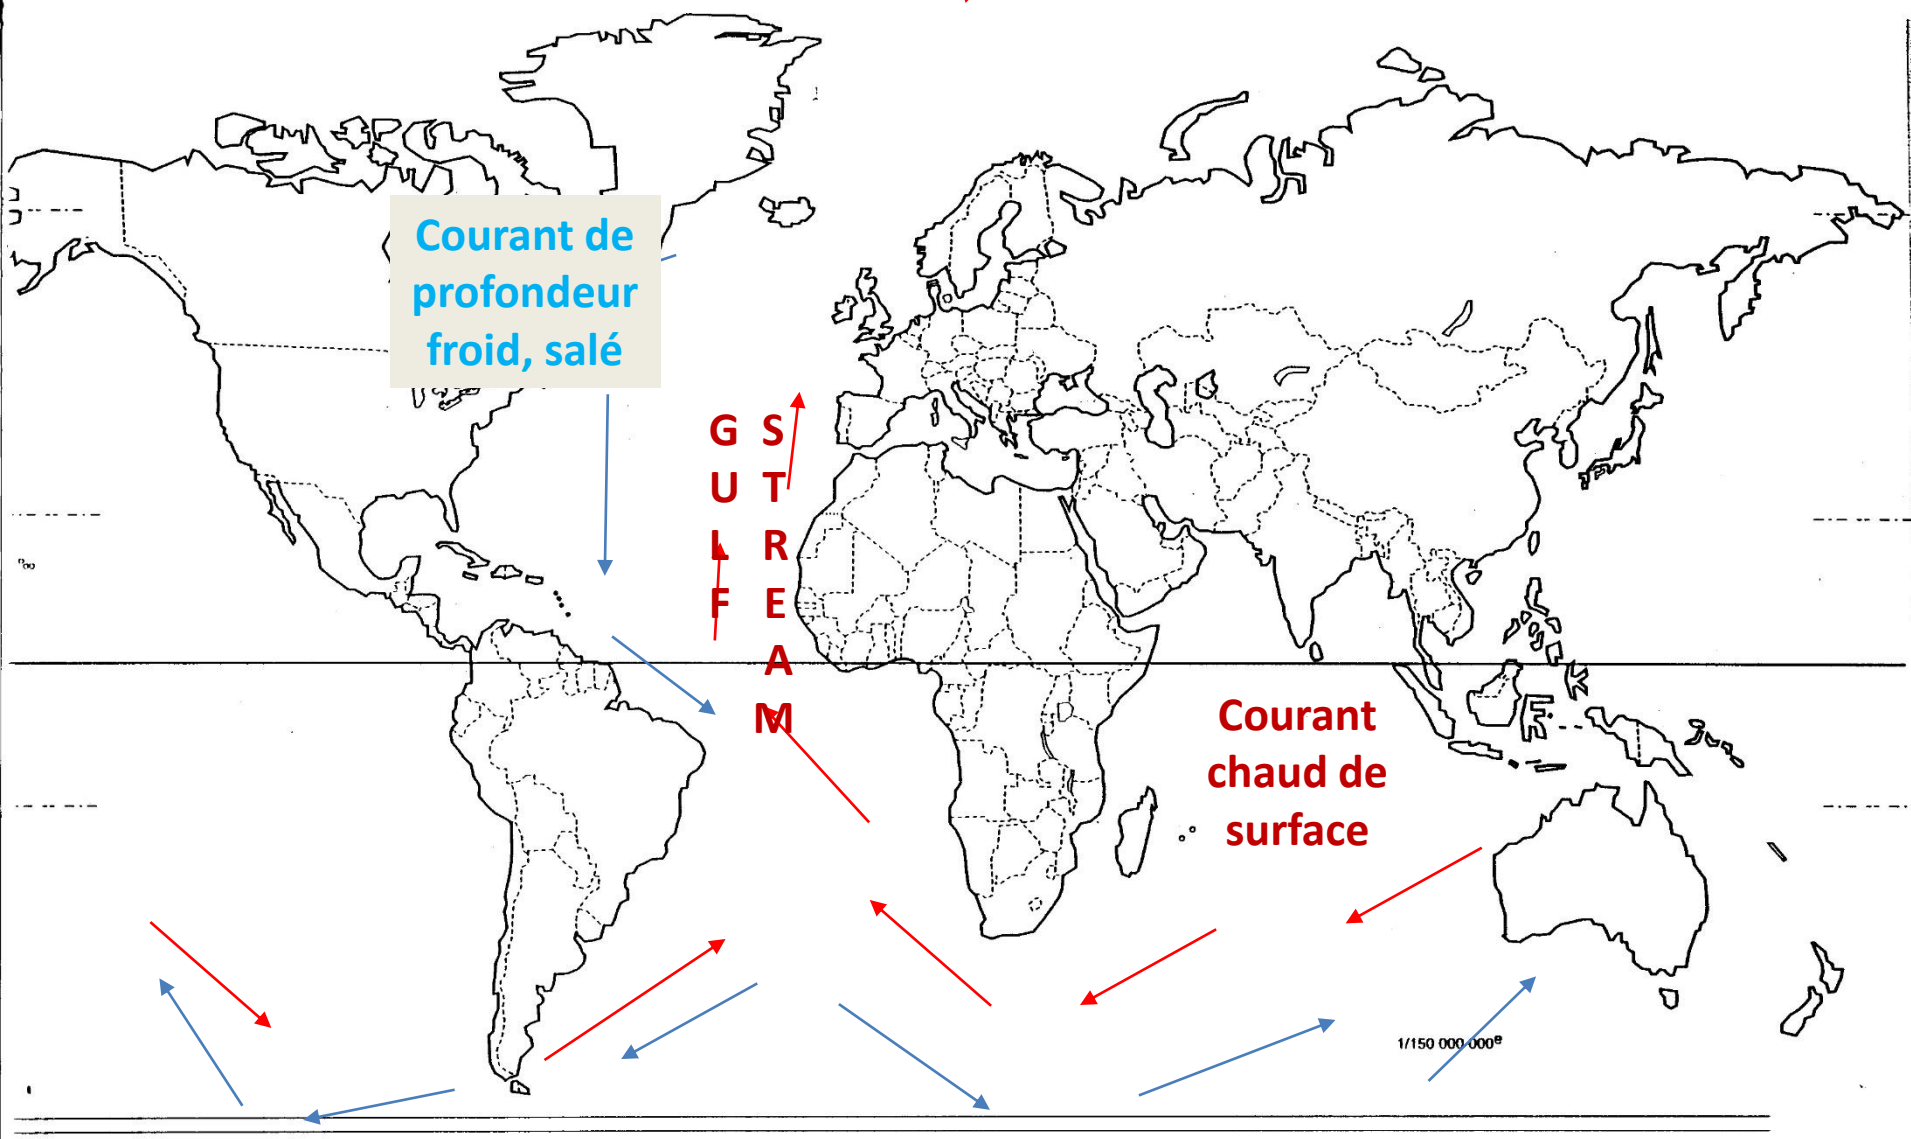 Courant de
profondeur
froid, salé
G S
U T
L R
F E
A
M
Courant
chaud de
surface
1/150 000 000e